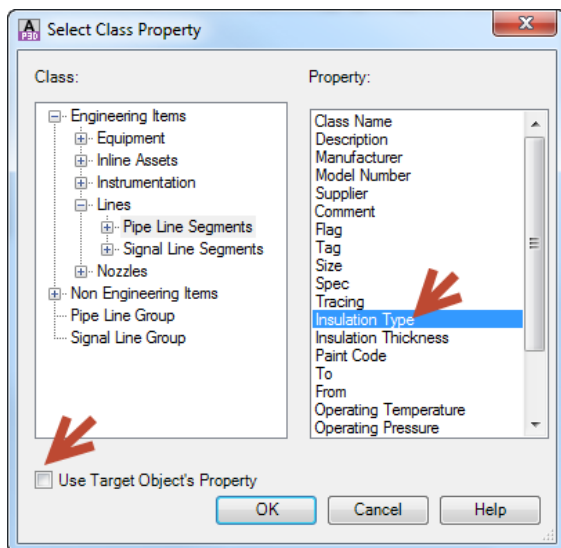 A
P3D
Select Class Property
Class:
Engineering Items
Equipment
Inline Assets
Instrumentation
Lines
Pipe Line Segments
Signal Line Segments
Nozzles
Non Engineering Items
Pipe Line Group
Signal Line Group
Property:
Class Name
Description
Manufacturer
Model Number
Supplier
Comment
Flag
Tag
Size
Spec
Tracing
Insulation Type
Insulation Thickness
Paint Code
To
From
Operating Temperature
Operating Pressure
Use Target Object's Property
OK
Cancel
Help